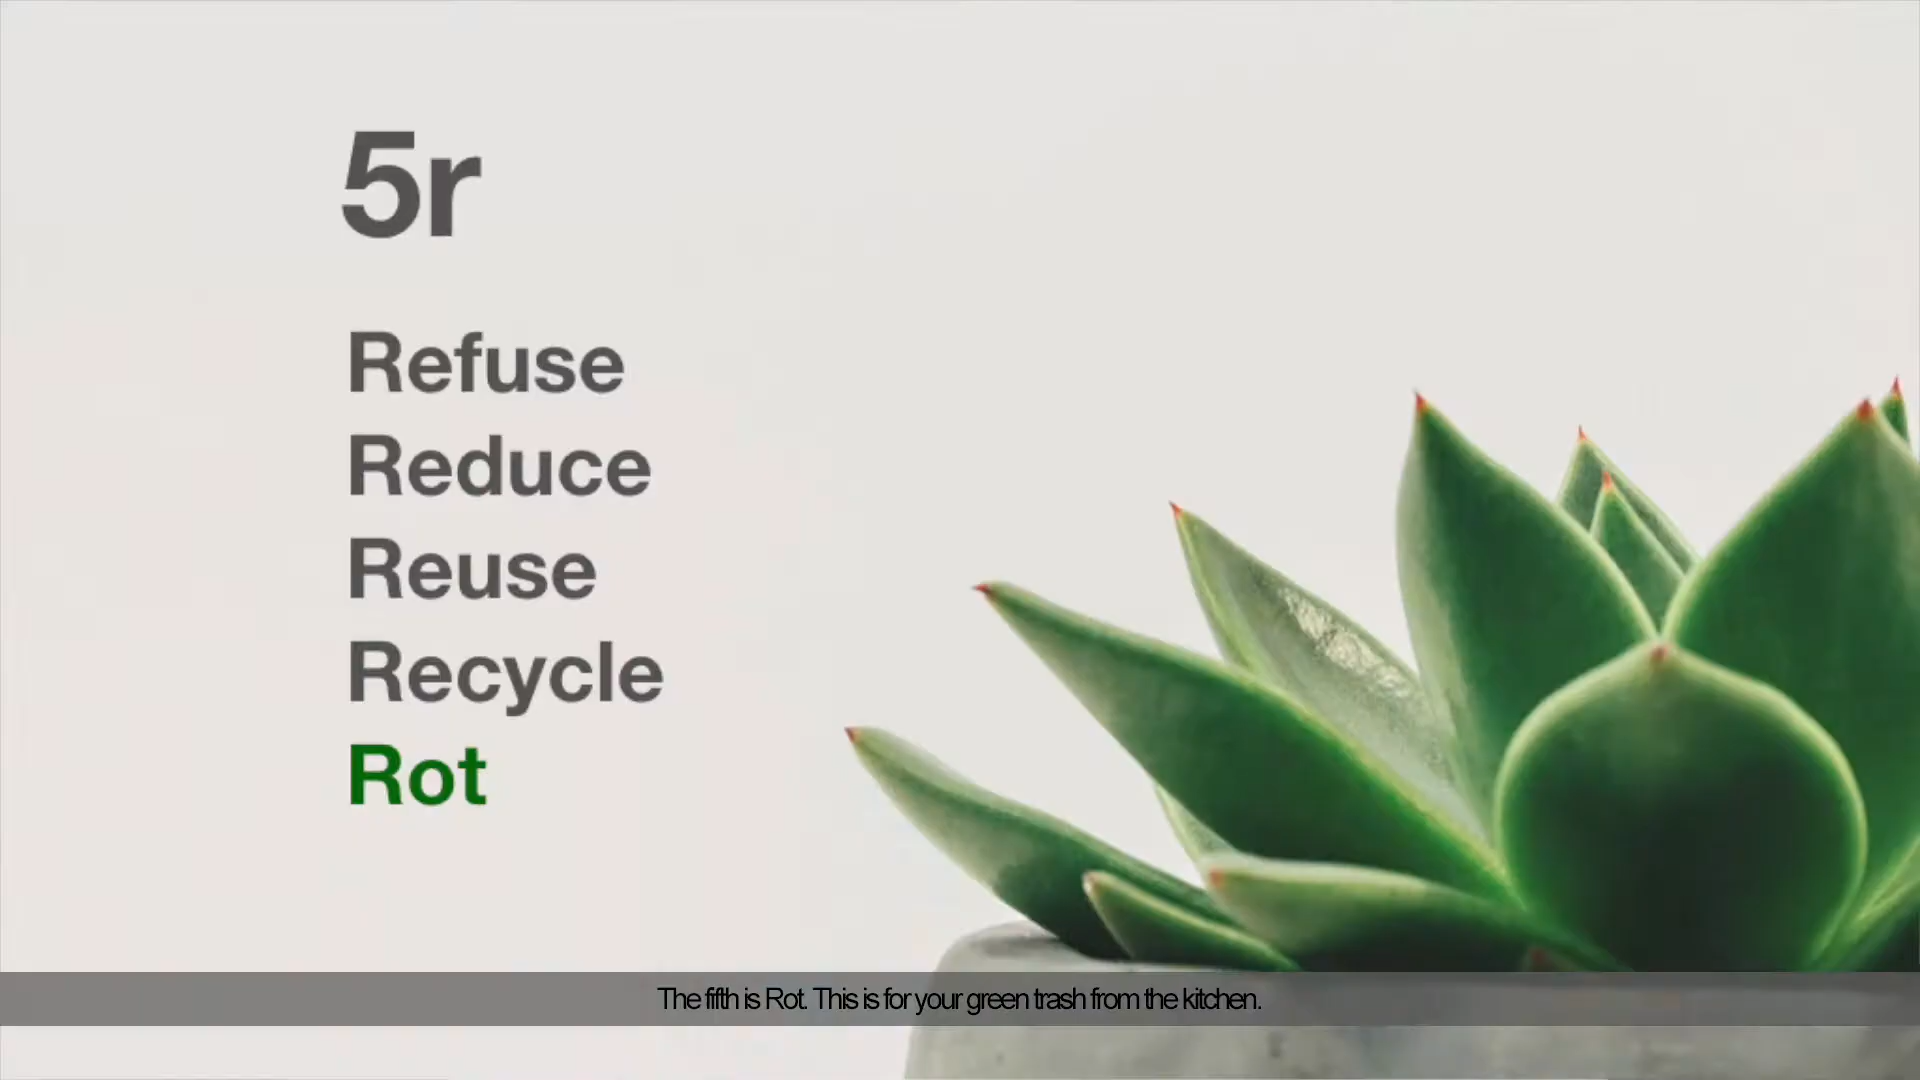 5r
Refuse
Reduce
Reuse
Recycle
Rot
The fifth is Rot. This is for your green trash from the kitchen.